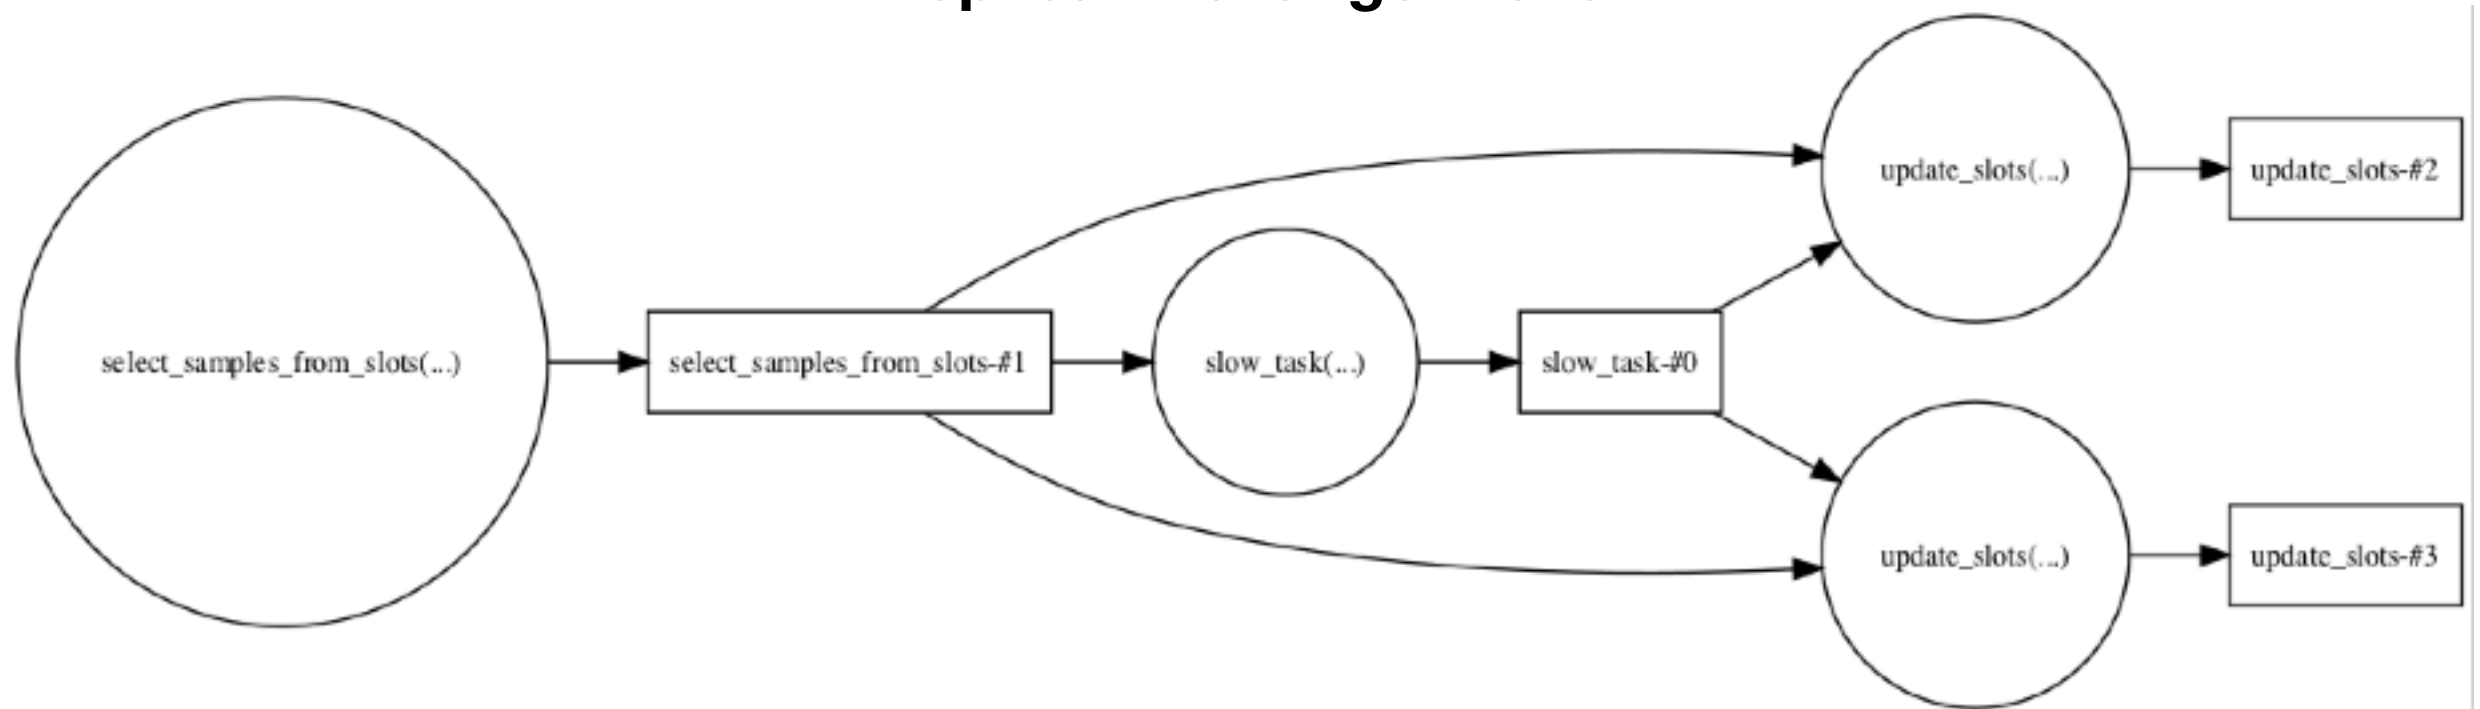 select_samples_from_slots(...)
select_samples_from_slots-#1
slow_task(...)
slow_task-#0
update_slots(...)
update_slots-#2
update_slots(...)
update_slots-#3